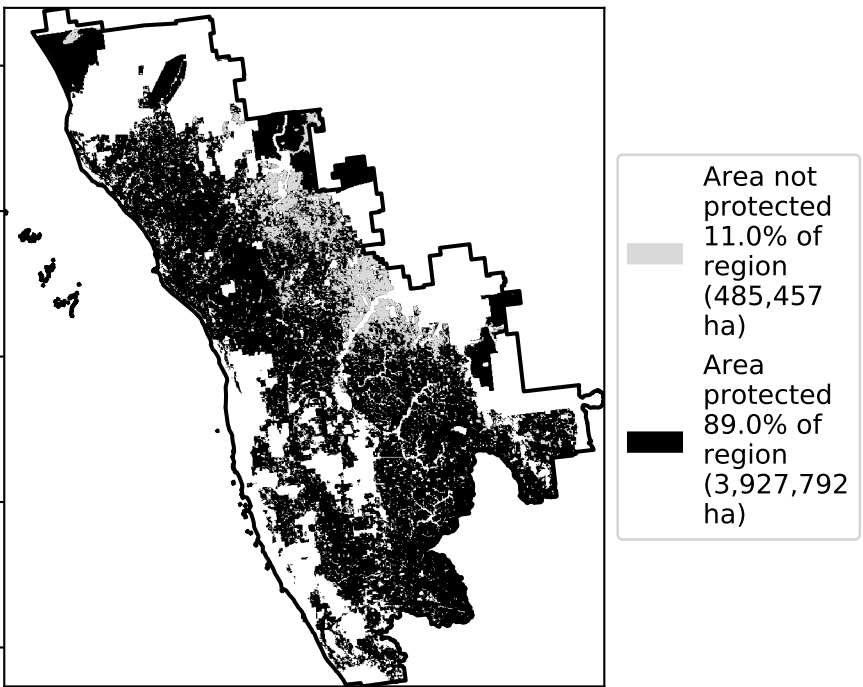 Area not
protected
11.0% of
region
(485,457
ha)
Area
protected
89.0% of
region
(3,927,792
ha)